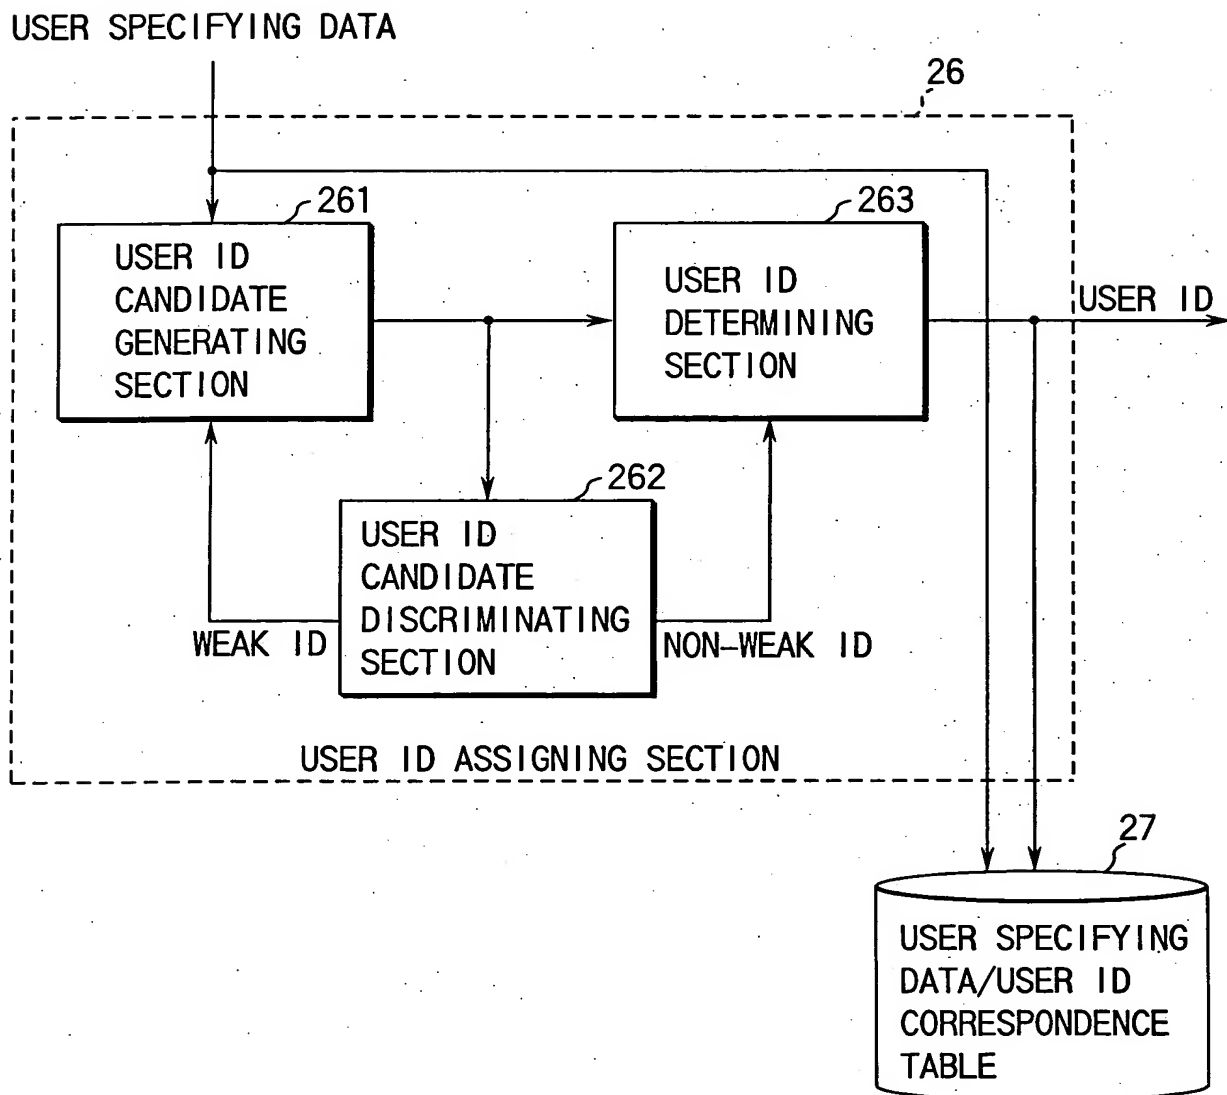 USER SPECIFYING DATA
26
261
263
USER ID
CANDIDATE
GENERATING
SECTION
USER ID
DETERMINING
SECTION
USER ID
262
USER ID
CANDIDATE
DISCRIMINATING
SECTION
WEAK ID
NON-WEAK ID
USER ID ASSIGNING SECTION
27
USER SPECIFYING
DATA/USER ID
CORRESPONDENCE
TABLE